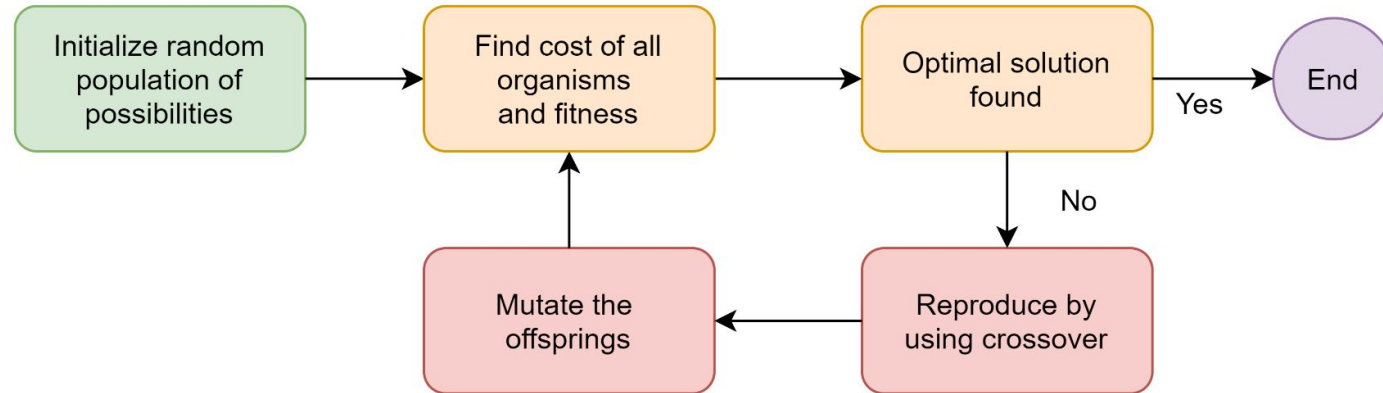 Initialize random
population of
possibilities
Find cost of all
organisms
and fitness
Optimal solution
found
Yes
End
No
Mutate the
offsprings
Reproduce by
using crossover